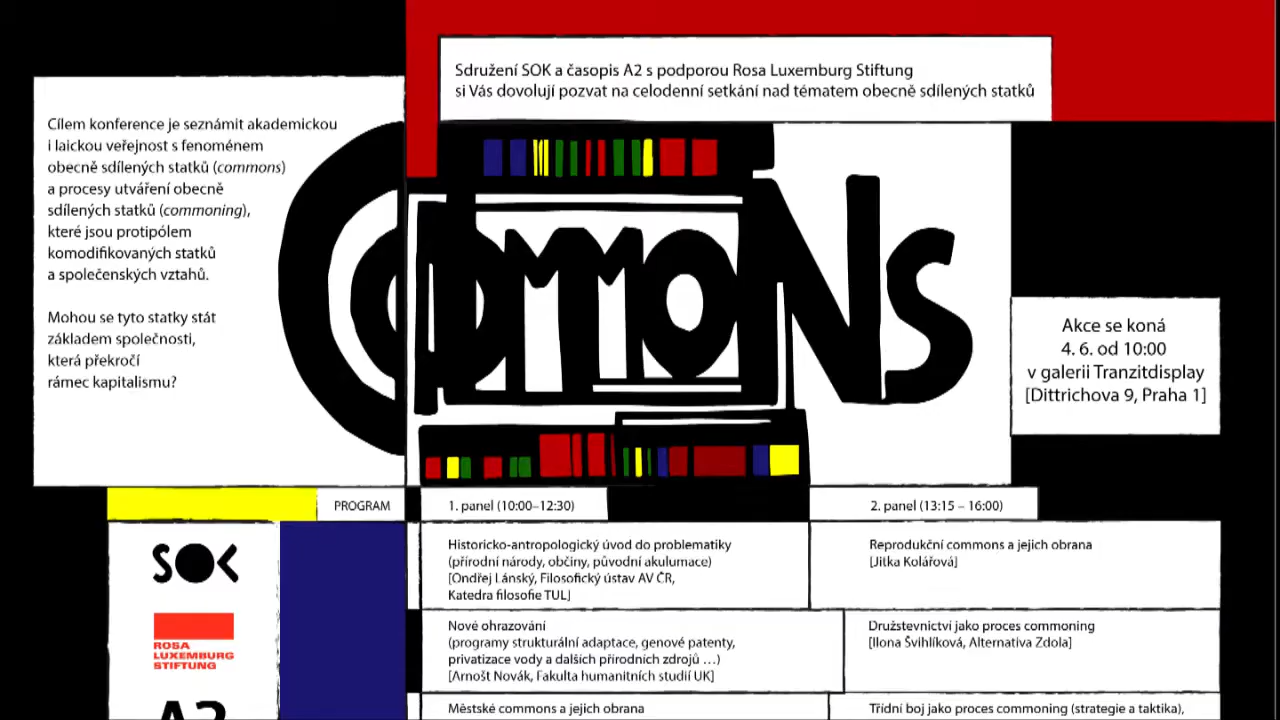 Sdružení SOK a časopis A2 s podporou Rosa Luxemburg Stiftung
si Vás dovolují pozvat na celodenní setkání nad tématem obecně sdílených statků
Cílem konference je seznámit akademickou
i laickou veřejnost s fenoménem
obecně sdílených statků (commons)
a procesy utváření obecně
sdílených statků (commoning),
které jsou protipólem
komodifikovaných statků
a společenských vztahů.
Mohou se tyto statky stát
základem společnosti,
která překročí
rámec kapitalismu?
COMMONS
Akce se koná
4. 6. od 10:00
v galerii Tranzitdisplay
[Dittrichova 9, Praha 1]
PROGRAM
1. panel (10:00–12:30)
2. panel (13:15 – 16:00)
SOK
ROSA
LUXEMBURG
STIFTUNG
A2
Historicko-antropologický úvod do problematiky
(přírodní národy, občiny, původní akulumace)
[Ondřej Lánský, Filosofický ústav AV ČR,
Katedra filosofie TUL]
Reprodukční commons a jejich obrana
[Jitka Kolářová]
Nové ohrazování
(programy strukturální adaptace, genové patenty,
privatizace vody a dalších přírodních zdrojů …)
[Arnošt Novák, Fakulta humanitních studií UK]
Družstevnictví jako proces commoning
[Ilona Švihlíková, Alternativa Zdola]
Městské commons a jejich obrana
Třídní boj jako proces commoning (strategie a taktika),